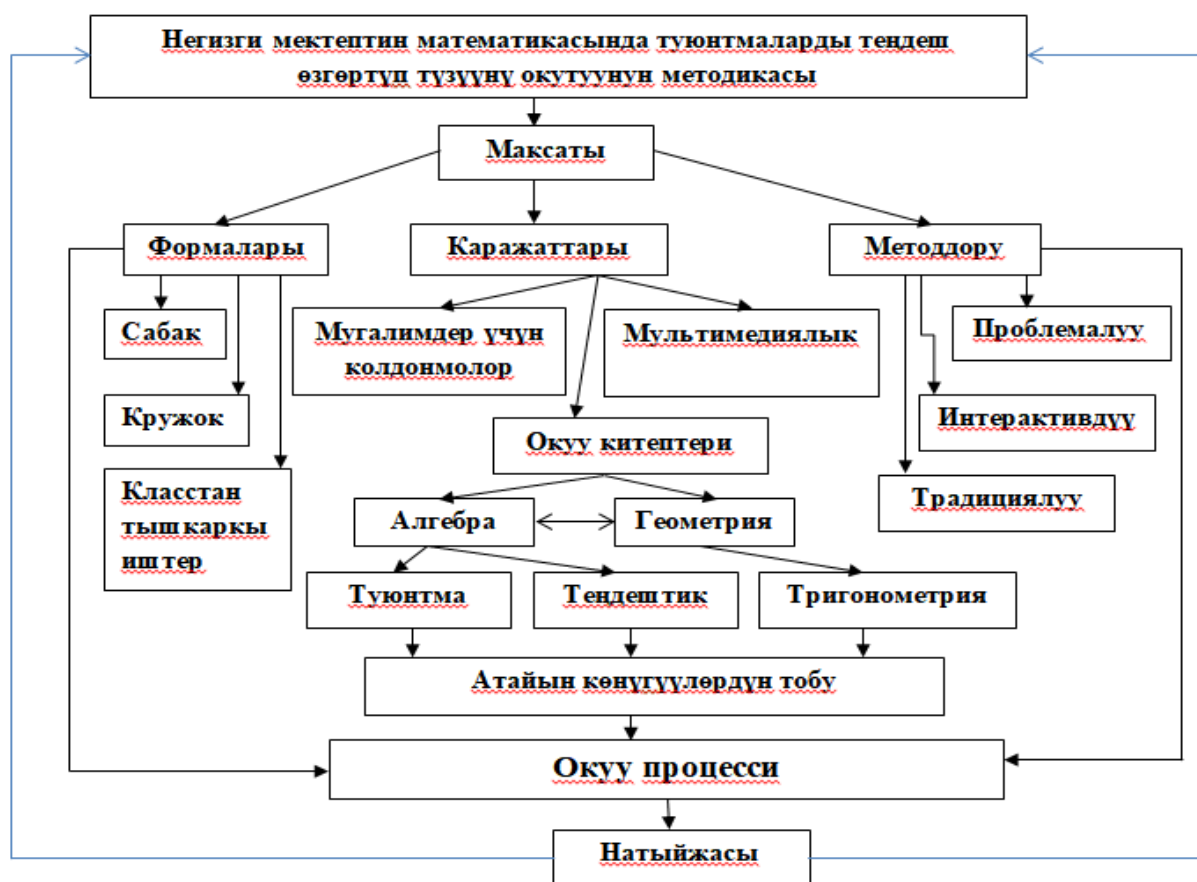 Негизги мектептин математикасында туюнтмаларды теңдеш
өзгөртүп түзүүнү окутуунун методикасы
Максаты
Формалары
Каражаттары
Методдору
Сабак
Мугалимдер үчүн
колдонмолор
Мультимедиялык
Проблемалуу
Кружок
Интерактивдүү
Окуу китептери
Класстан
тышкаркы
иштер
Традициялуу
Алгебра
Геометрия
Туюнтма
Теңдештик
Тригонометрия
Атайын көнүгүүлөрдүн тобу
Окуу процесси
Натыйжасы